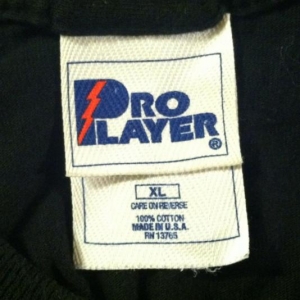 PRO
PLAYER®
XL
CARE ON REVERSE
100% COTTON
MADE IN U.S.A.
RN 13765